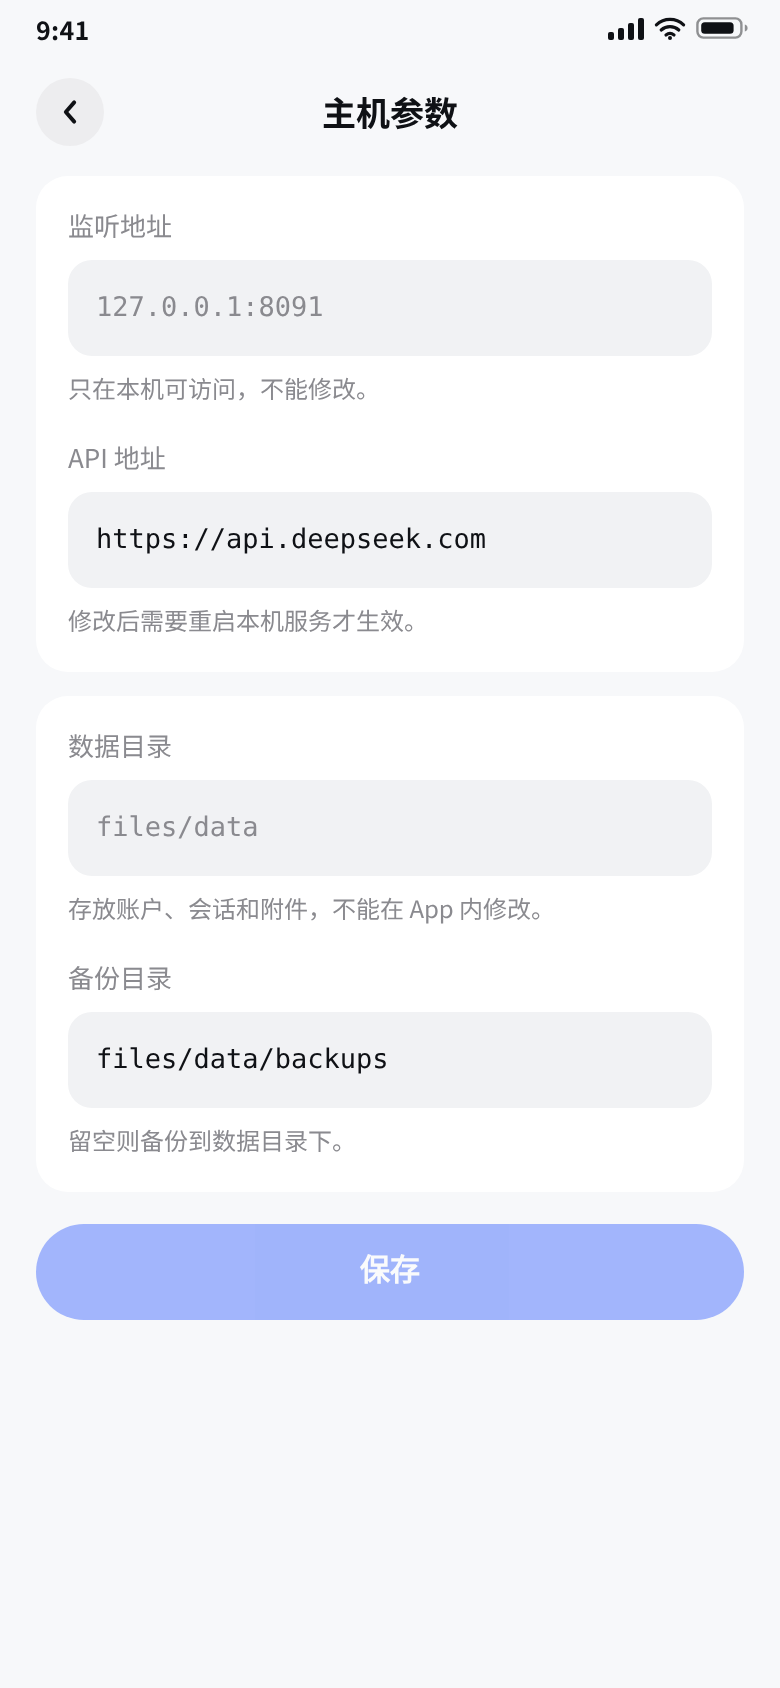 9:41
主机参数
监听地址
127.0.0.1:8091
只在本机可访问，不能修改。
API 地址
https://api.deepseek.com
修改后需要重启本机服务才生效。
数据目录
files/data
存放账户、会话和附件，不能在 App 内修改。
备份目录
files/data/backups
留空则备份到数据目录下。
保存